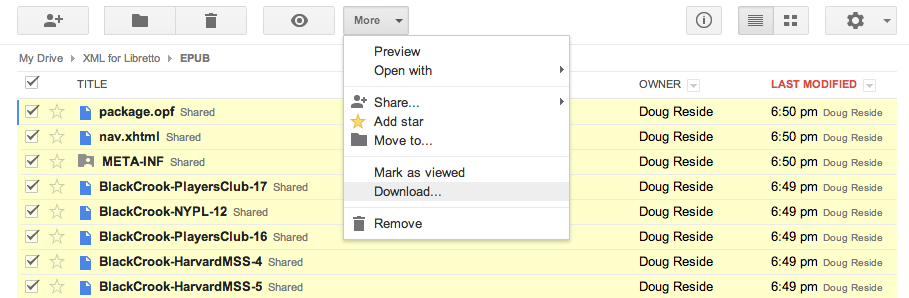 More
My Drive XML for Libretto EPUB
TITLE OWNER LAST MODIFIED
package.opf Shared Doug Reside 6:50 pm Doug Reside
nav.xhtml Shared Doug Reside 6:50 pm Doug Reside
META-INF Shared Doug Reside 6:50 pm Doug Reside
BlackCrook-PlayersClub-17 Shared Doug Reside 6:49 pm Doug Reside
BlackCrook-NYPL-12 Shared Doug Reside 6:49 pm Doug Reside
BlackCrook-PlayersClub-16 Shared Doug Reside 6:49 pm Doug Reside
BlackCrook-HarvardMSS-4 Shared Doug Reside 6:49 pm Doug Reside
BlackCrook-HarvardMSS-5 Shared Doug Reside 6:49 pm Doug Reside
Preview
Open with
Share...
Add star
Move to...
Mark as viewed
Download...
Remove